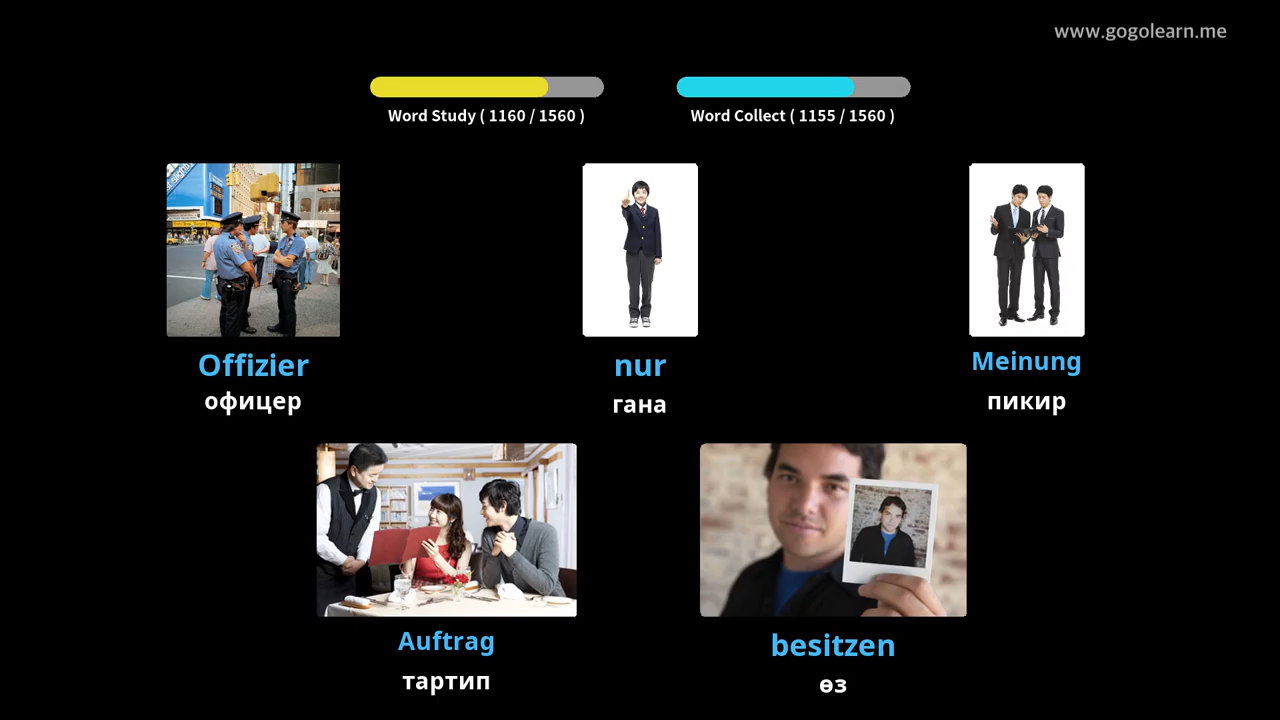 www.gogolearn.me
Word Study ( 1160 / 1560 )
Word Collect ( 1155 / 1560 )
Offizier
офицер
nur
гана
Meinung
пикир
Auftrag
тартип
besitzen
өз